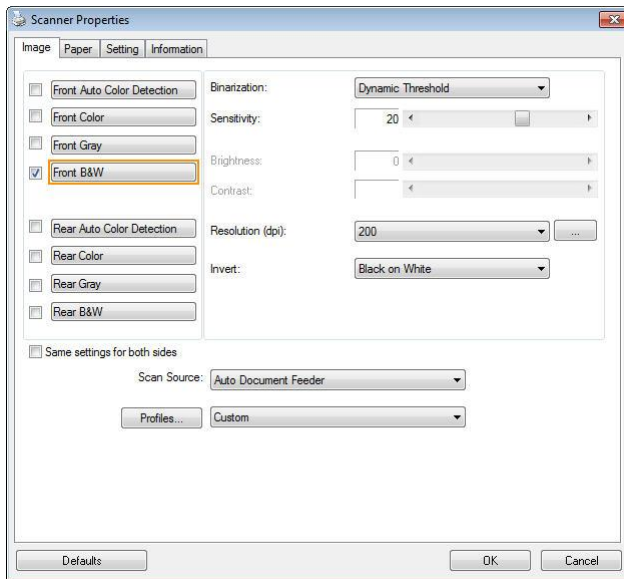 Scanner Properties
Image Paper Setting Information
Front Auto Color Detection
Front Color
Front Gray
Front B&W
Rear Auto Color Detection
Rear Color
Rear Gray
Rear B&W
Binarization: Dynamic Threshold
Sensitivity: 20
Brightness: 0
Contrast:
Resolution (dpi): 200 ...
Invert: Black on White
Same settings for both sides
Scan Source: Auto Document Feeder
Profiles... Custom
Defaults OK Cancel